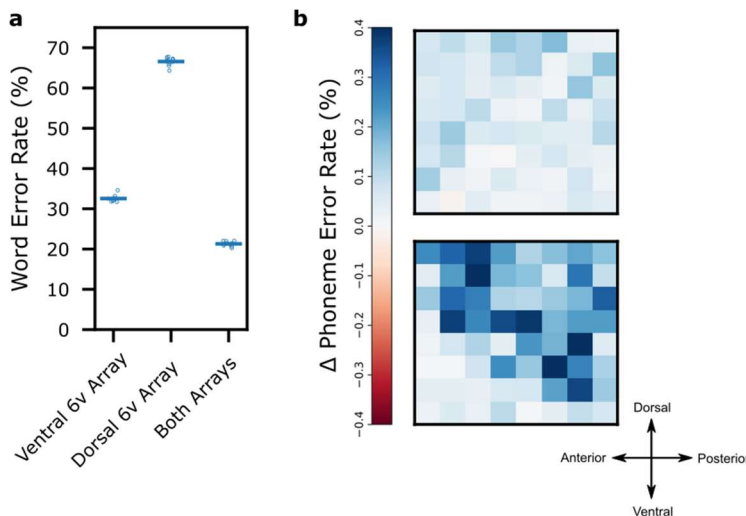 a
Word Error Rate (%)
70
60
50
40
30
20
10
0
Ventral 6v Array
Dorsal 6v Array
Both Arrays
b
Δ Phoneme Error Rate (%)
0.4
0.3
0.2
0.1
0.0
−0.1
−0.2
−0.3
−0.4
Dorsal
Anterior
Posterior
Ventral